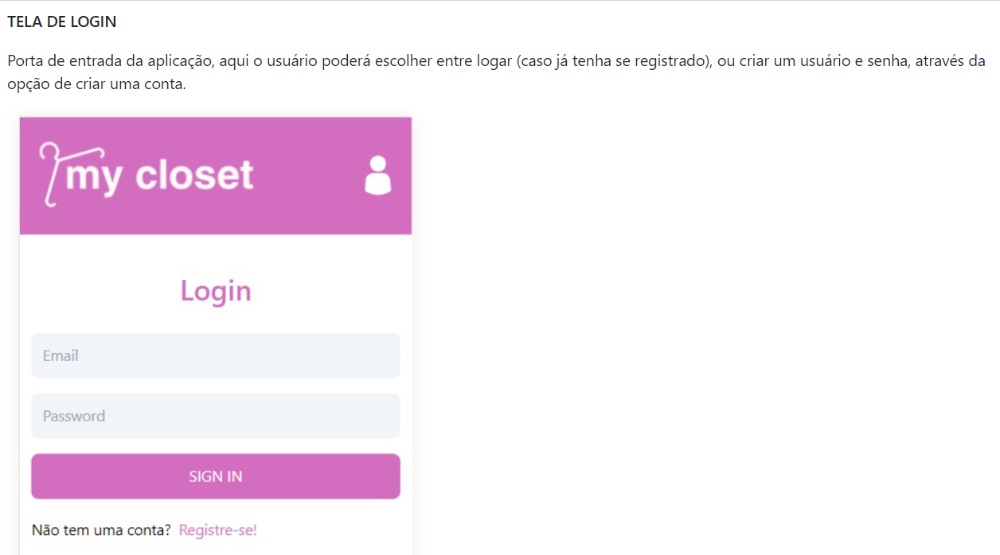 TELA DE LOGIN
Porta de entrada da aplicação, aqui o usuário poderá escolher entre logar (caso já tenha se registrado), ou criar um usuário e senha, através da
opção de criar uma conta.
my closet
Login
Email
Password
SIGN IN
Não tem uma conta? Registre-se!